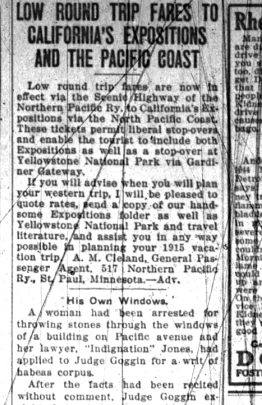 LOW ROUND TRIP FARES TO
CALIFORNIA'S EXPOSITIONS
AND THE PACIFIC COAST
Low round trip fares are now in
effect via the Scenic Highway of the
Northern Pacific Ry. to California's Ex-
positions via the North Pacific Coast.
These tickets permit liberal stop-overs
and enable the tourist to include both
Expositions as well as a stop-over at
Yellowstone National Park via Gardi-
ner Gateway.
If you will advise when you will plan
your western trip, I will be pleased to
quote rates, send a copy of our hand-
some Expositions folder as well as
Yellowstone National Park and travel
literature, and assist you in any way
possible in planning your 1915 vaca-
tion trip. A. M. Cleland, General Pas-
senger Agent, 517 Northern Pacific
Ry., St. Paul, Minnesota.—Adv.
His Own Windows.
A woman had been arrested for
throwing stones through the windows
of a building on Pacific avenue and
her lawyer, "Indignation" Jones, had
applied to Judge Goggin for a writ of
habeas corpus.
After the facts had been recited
without comment, Judge Goggin ex-
Rhe